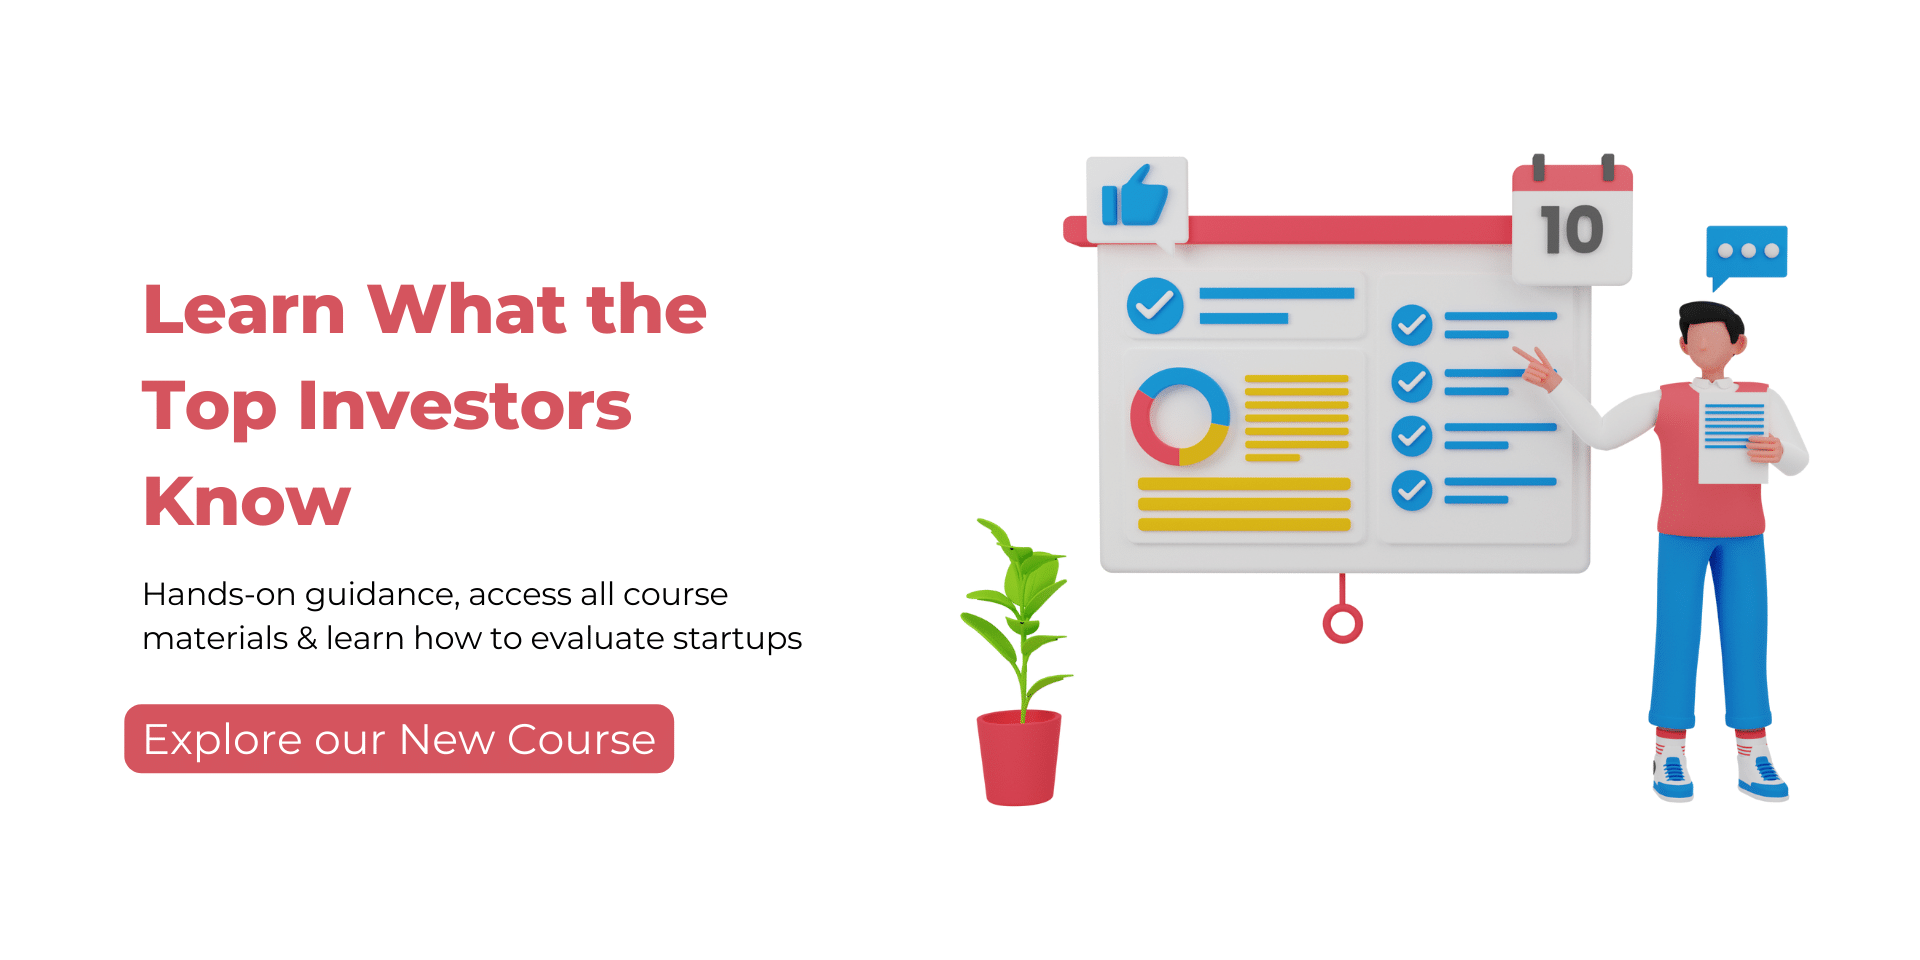 Learn What the
Top Investors
Know
Hands-on guidance, access all course
materials & learn how to evaluate startups
Explore our New Course
10